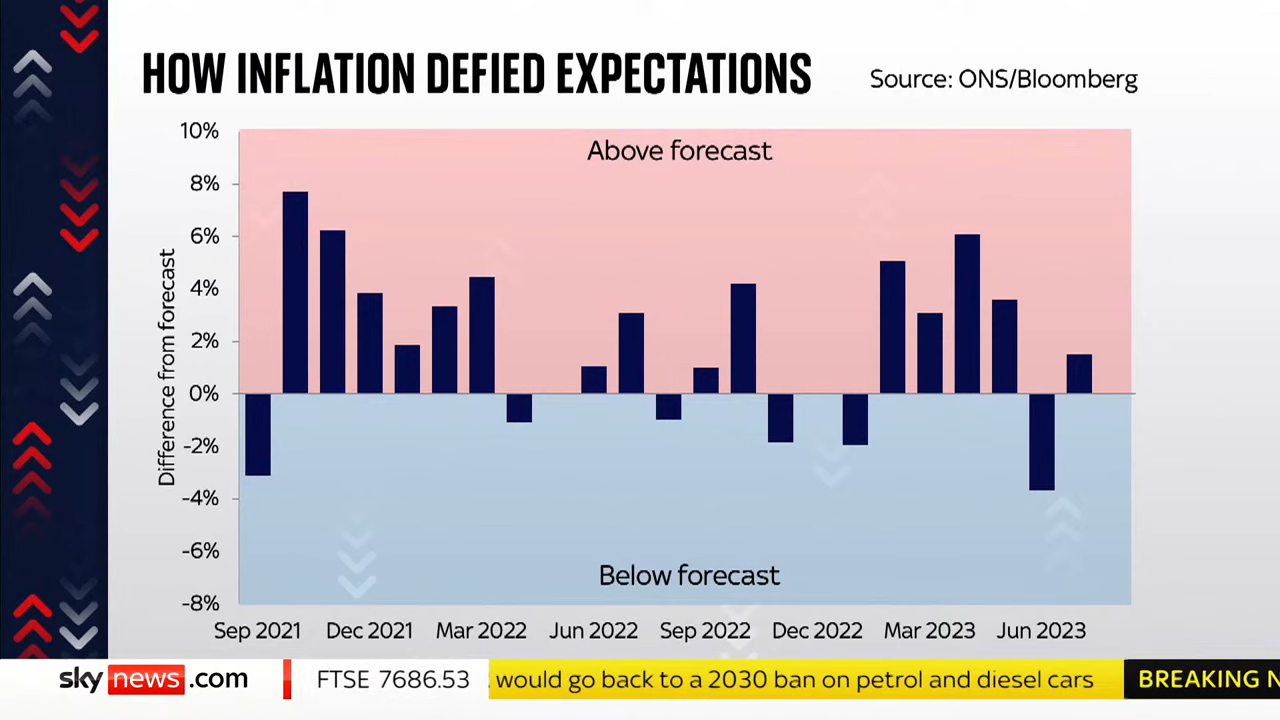 HOW INFLATION DEFIED EXPECTATIONS
Source: ONS/Bloomberg
Above forecast
10%
8%
6%
4%
2%
0%
-2%
-4%
-6%
-8%
Difference from forecast
Below forecast
Sep 2021 Dec 2021 Mar 2022 Jun 2022 Sep 2022 Dec 2022 Mar 2023 Jun 2023
sky news.com FTSE 7686.53 would go back to a 2030 ban on petrol and diesel cars BREAKING N